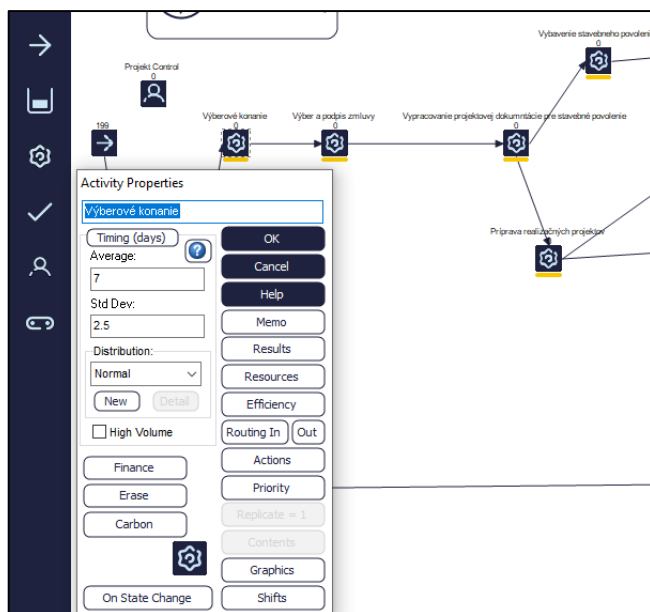 Vybavenie stavebneho povoleni
0
Projekt Control
0
199
Výberové konanie
0
Výber a podpis zmluvy
0
Vypracovanie projektovej dokumntácie pre stavebné povolenie
0
Príprava realizačných projektov
0
Activity Properties
Výberové konanie
Timing (days)
?
Average:
7
Std Dev:
2.5
Distribution:
Normal
New
Detail
High Volume
Finance
Erase
Carbon
On State Change
OK
Cancel
Help
Memo
Results
Resources
Efficiency
Routing In
Out
Actions
Priority
Replicate = 1
Contents
Graphics
Shifts